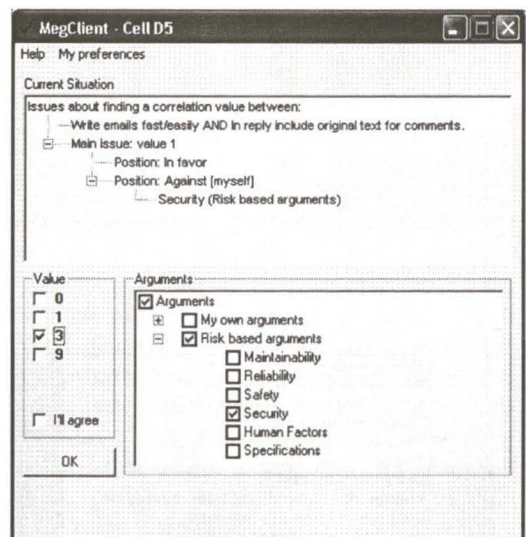 MegClient - Cell D5
Help My preferences
Current Situation
Issues about finding a correlation value between:
Write emails fast/easily AND In reply include original text for comments.
Main issue: value 1
Position: In favor
Position: Against [myself]
Security (Risk based arguments)
Value
0
1
3
9
I'll agree
OK
Arguments
Arguments
My own arguments
Risk based arguments
Maintainability
Reliability
Safety
Security
Human Factors
Specifications